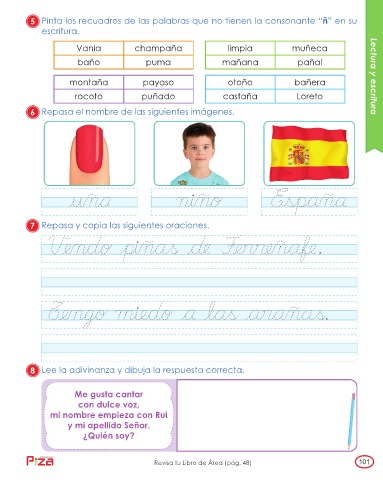 5 Pinta los recuadros de las palabras que no tienen la consonante “ñ” en su
escritura.
Vania champaña limpia muñeca
baño puma mañana pañal
montaña payaso otoño bañera
rocoto puñado castaña Loreto
Lectura y escritura
6 Repasa el nombre de las siguientes imágenes.
uña niño España
7 Repasa y copia las siguientes oraciones.
Vendo piñas de Ferreñafe.
Tengo miedo a las arañas.
8 Lee la adivinanza y dibuja la respuesta correcta.
Me gusta cantar
con dulce voz,
mi nombre empieza con Rui
y mi apellido Señor.
¿Quién soy?
Revisa tu Libro de Área (pág. 48)
101